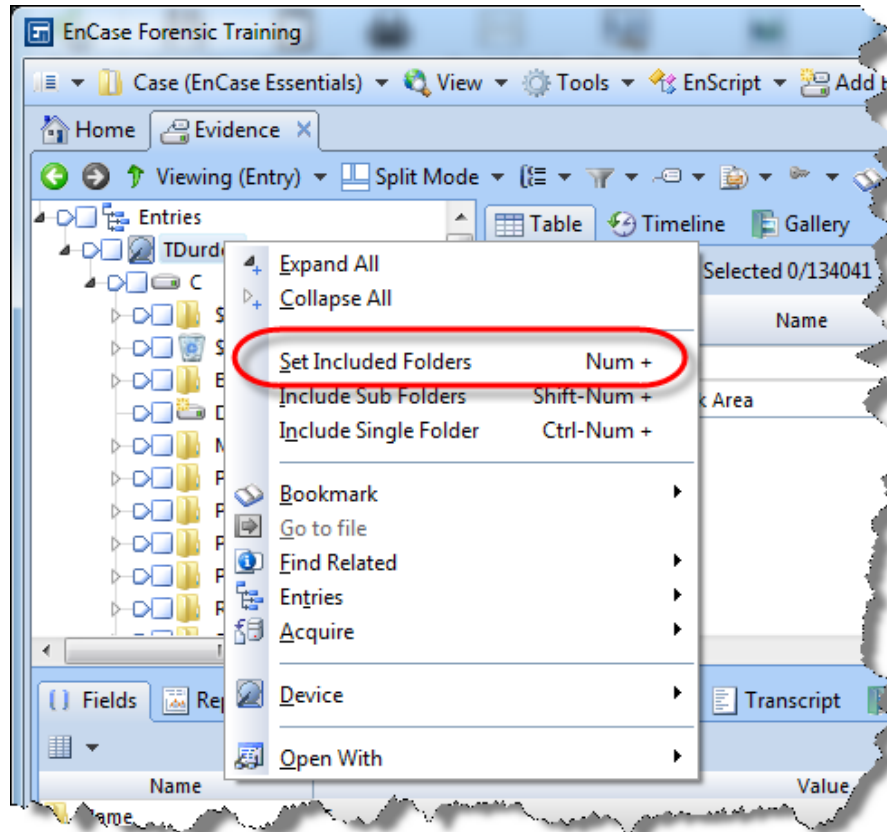 EnCase Forensic Training
Case (EnCase Essentials) View Tools EnScript Add
Home Evidence
Viewing (Entry) Split Mode
Entries
Table Timeline Gallery
TDurd
C
Selected 0/134041
Name
Area
Expand All
Collapse All
Set Included Folders Num +
Include Sub Folders Shift-Num +
Include Single Folder Ctrl-Num +
Bookmark
Go to file
Find Related
Entries
Acquire
Device
Open With
Fields Re Transcript
Name Value